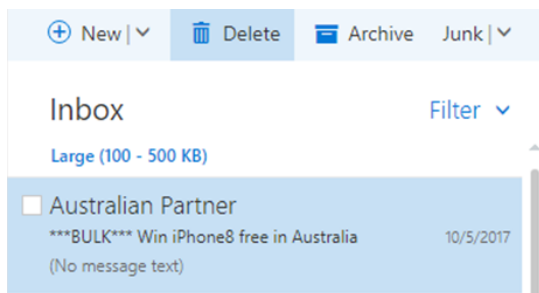 New | Delete Archive Junk |
Inbox Filter
Large (100 - 500 KB)
Australian Partner
***BULK*** Win iPhone8 free in Australia 10/5/2017
(No message text)